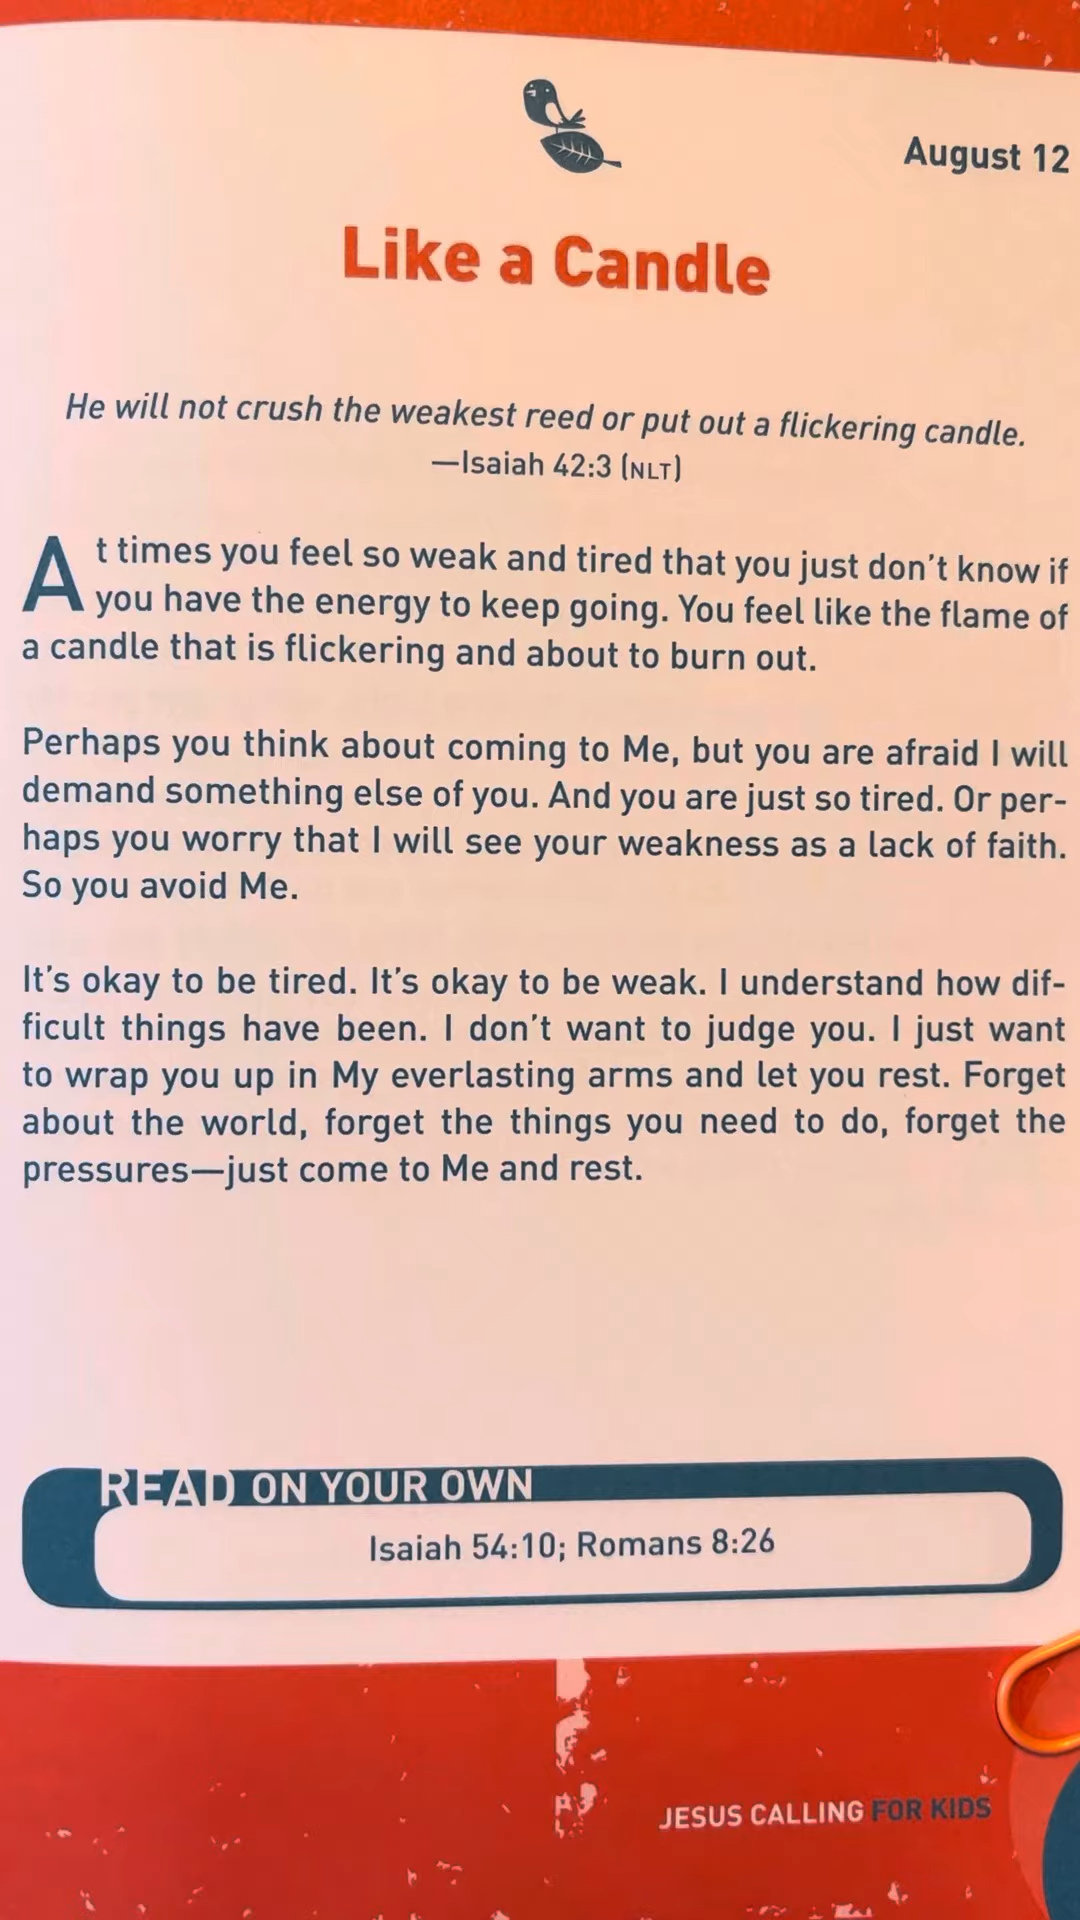 August 12
Like a Candle
He will not crush the weakest reed or put out a flickering candle.
—Isaiah 42:3 (NLT)
At times you feel so weak and tired that you just don’t know if
you have the energy to keep going. You feel like the flame of
a candle that is flickering and about to burn out.
Perhaps you think about coming to Me, but you are afraid I will
demand something else of you. And you are just so tired. Or per-
haps you worry that I will see your weakness as a lack of faith.
So you avoid Me.
It’s okay to be tired. It’s okay to be weak. I understand how dif-
ficult things have been. I don’t want to judge you. I just want
to wrap you up in My everlasting arms and let you rest. Forget
about the world, forget the things you need to do, forget the
pressures—just come to Me and rest.
READ ON YOUR OWN
Isaiah 54:10; Romans 8:26
JESUS CALLING FOR KIDS